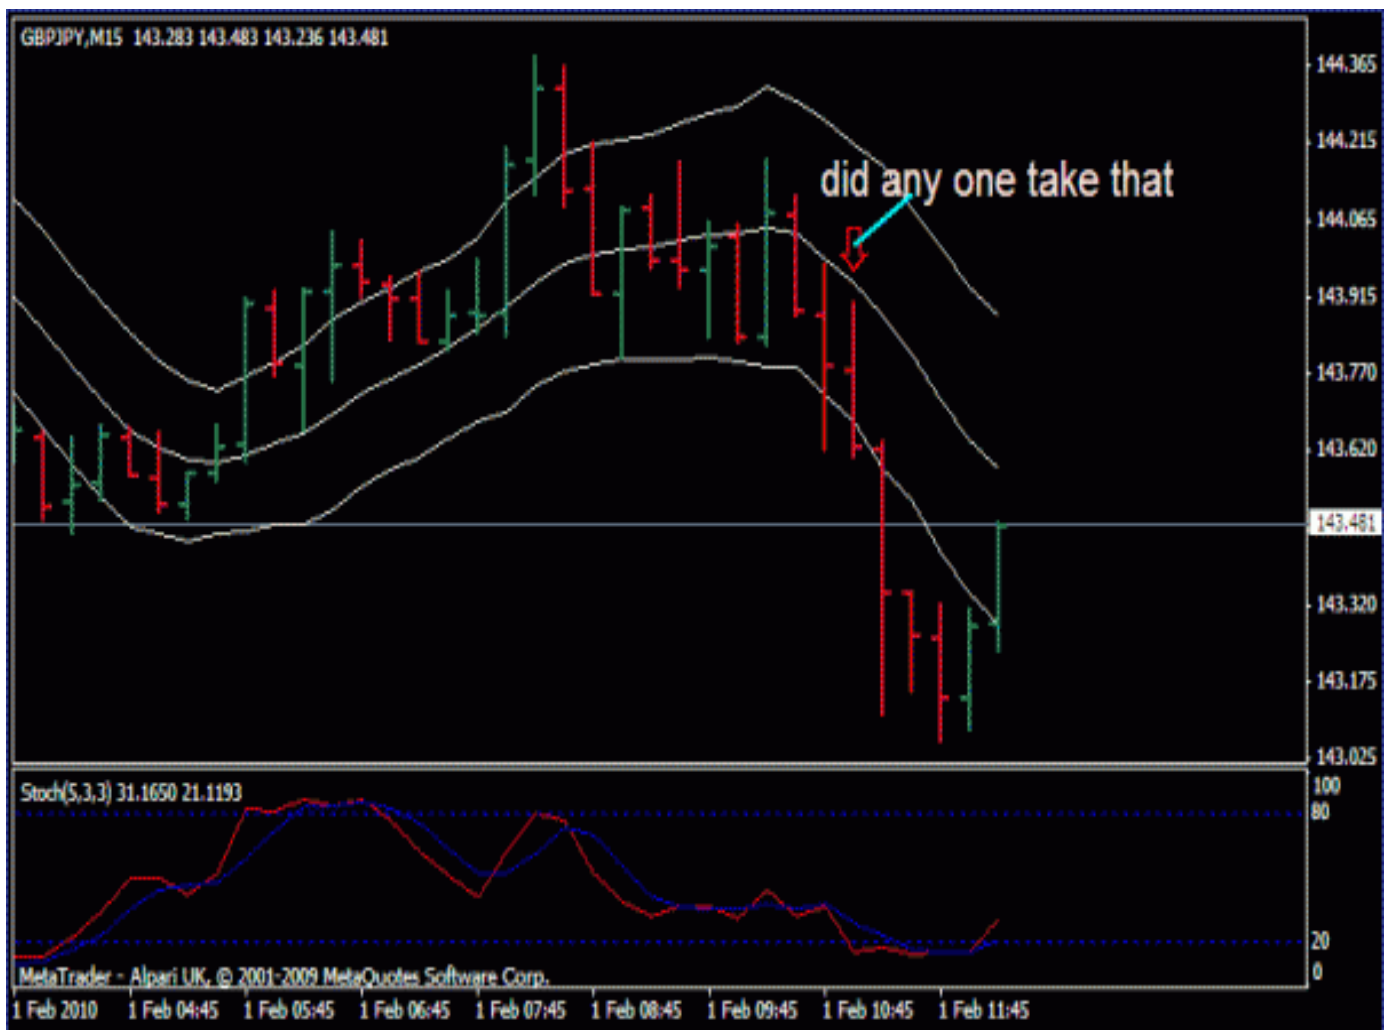 GBPJPY,M15 143.283 143.483 143.236 143.481
144.365
144.215
did any one take that
144.065
143.915
143.770
143.620
143.481
143.320
143.175
143.025
Stoch(5,3,3) 31.1650 21.1193
100
80
20
0
MetaTrader - Alpari UK, © 2001-2009 MetaQuotes Software Corp.
1 Feb 2010 1 Feb 04:45 1 Feb 05:45 1 Feb 06:45 1 Feb 07:45 1 Feb 08:45 1 Feb 09:45 1 Feb 10:45 1 Feb 11:45